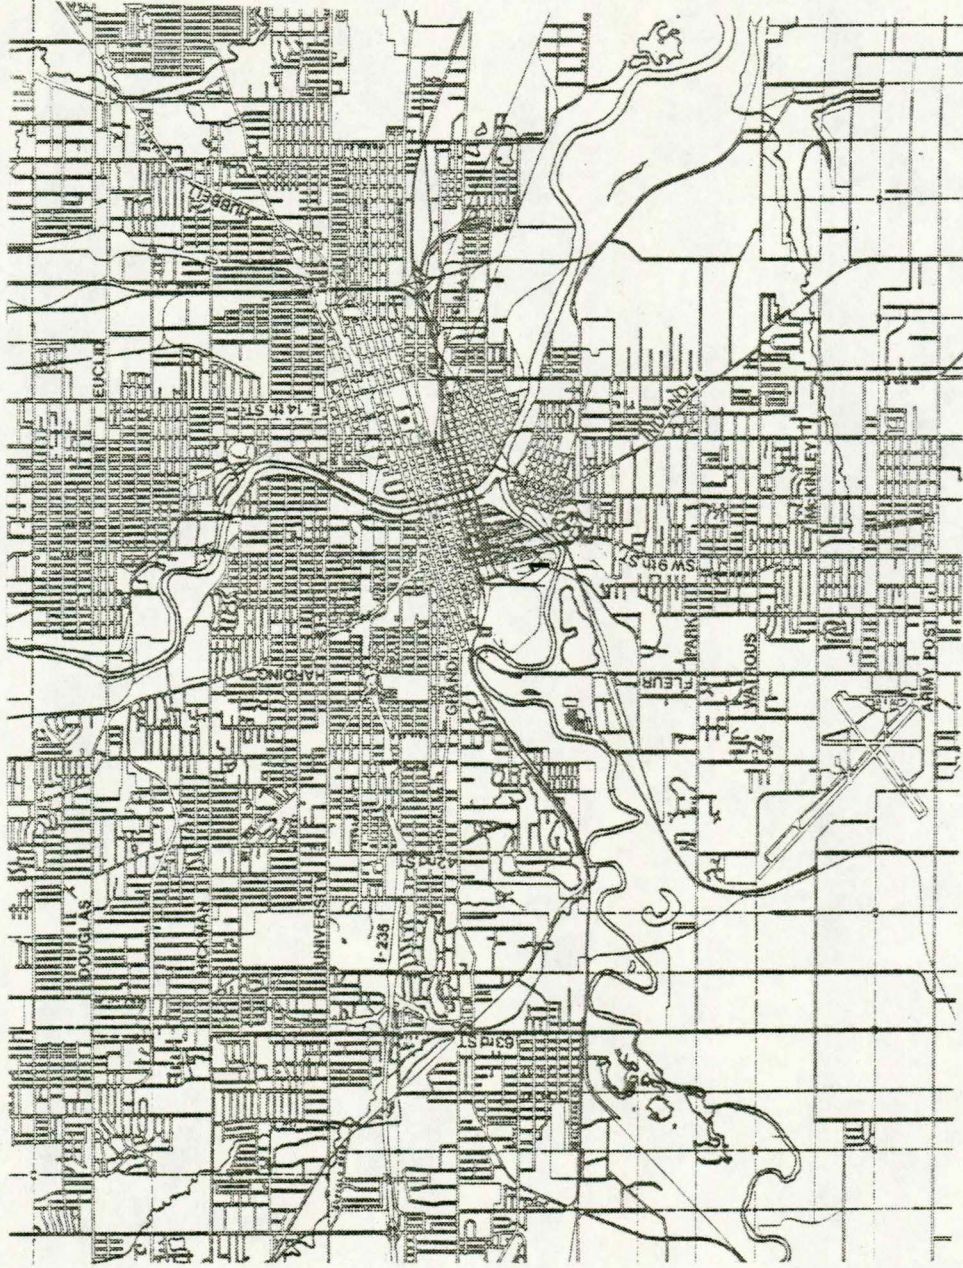 HUBBELL
EUCLID
E. 14th ST.
INDIANOLA
McKINLEY
SW 9th ST.
HARDING
GRAND
PARK
FLEUR
WATROUS
ARMY POST
42nd ST.
DOUGLAS
HICKMAN
UNIVERSITY
I-235
63rd ST.